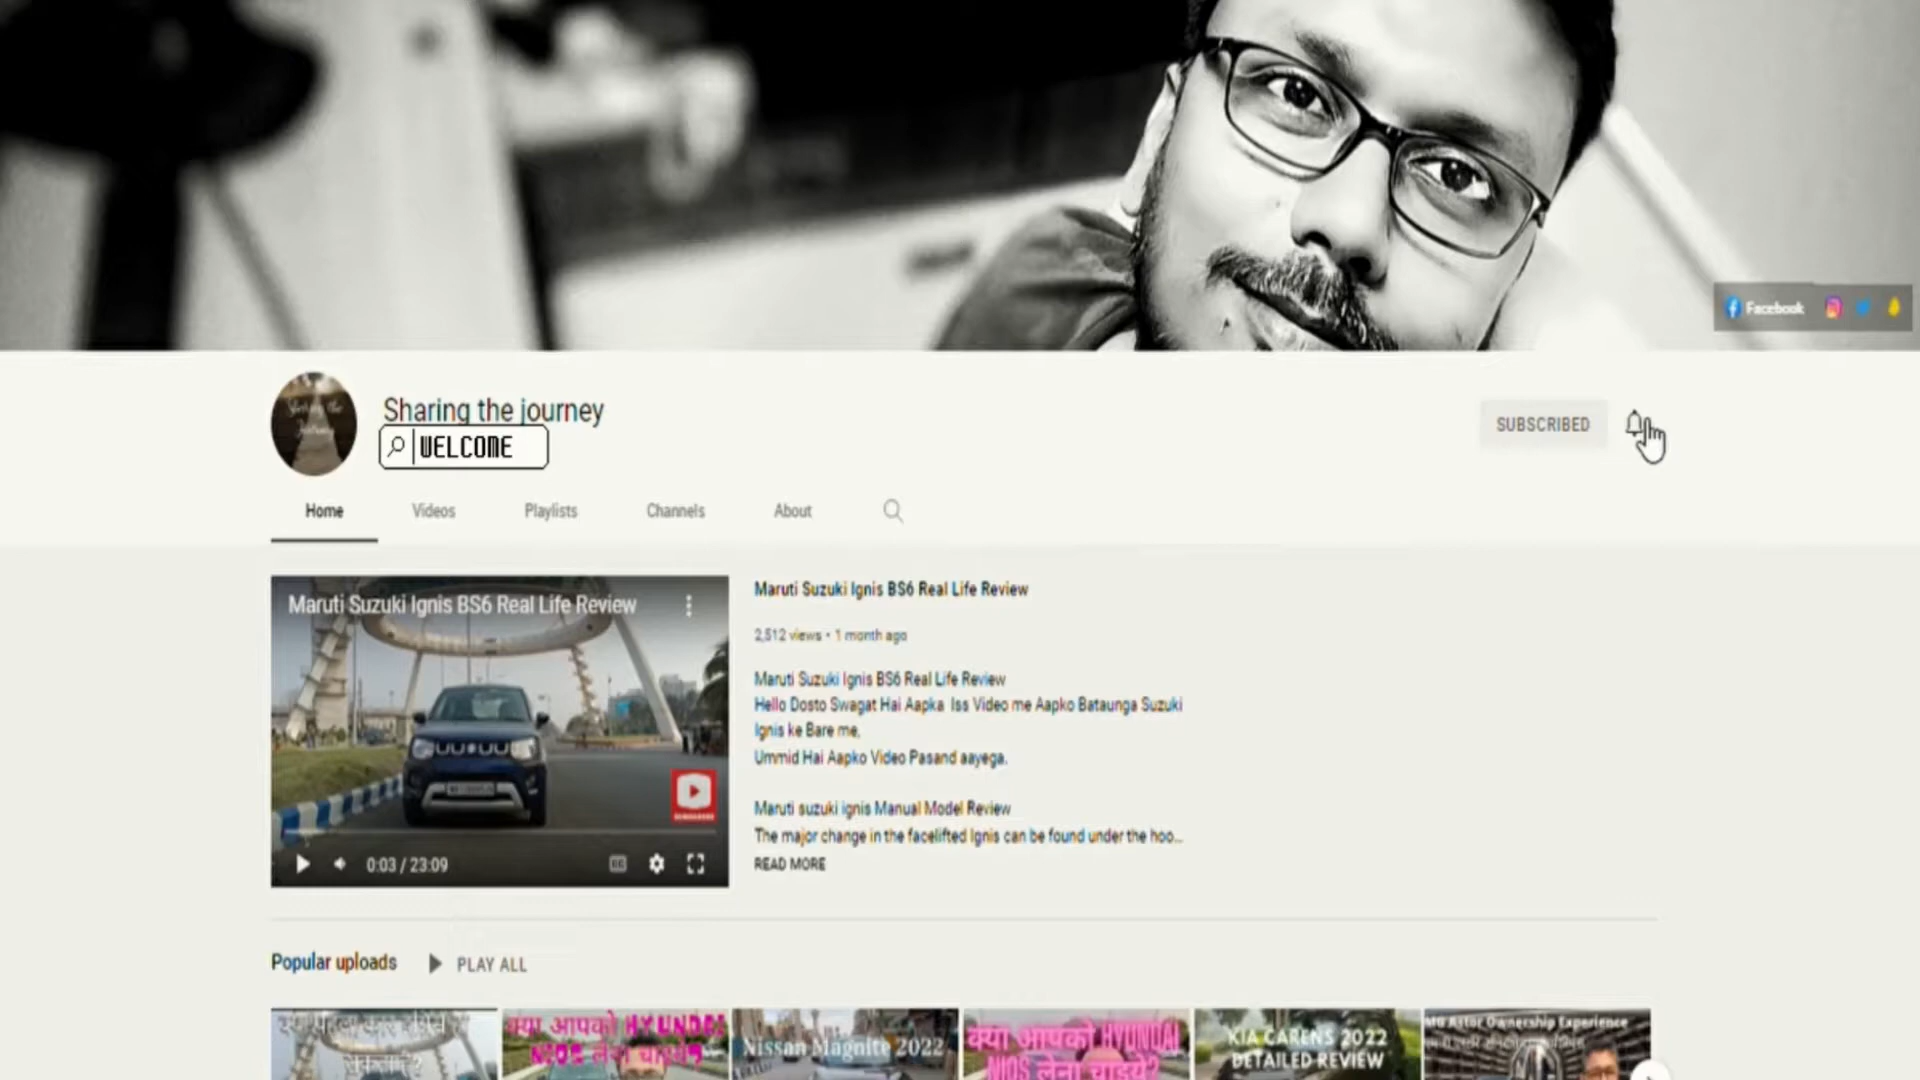 Facebook
Sharing the journey
WELCOME
SUBSCRIBED
Home
Videos
Playlists
Channels
About
Maruti Suzuki Ignis BS6 Real Life Review
0:03 / 23:09
Maruti Suzuki Ignis BS6 Real Life Review
2,512 views • 1 month ago
Maruti Suzuki Ignis BS6 Real Life Review
Hello Dosto Swagat Hai Aapka Iss Video me Aapko Bataunga Suzuki
Ignis ke Bare me,
Ummid Hai Aapko Video Pasand aayega.
Maruti suzuki ignis Manual Model Review
The major change in the facelifted Ignis can be found under the hoo...
READ MORE
Popular uploads
PLAY ALL
क्या आपको HYUNDAI
NIOS लेना चाहये?
Nissan Magnite 2022
क्या आपको HYUNDAI
NIOS लेना चाहये?
KIA CARENS 2022
DETAILED REVIEW
MG Astor Ownership Experience